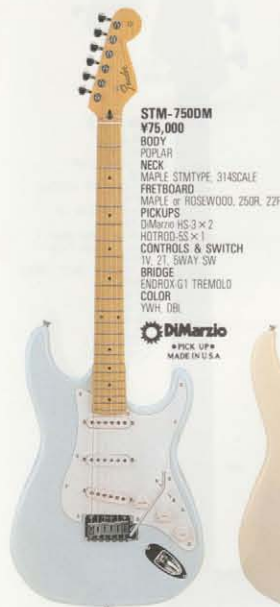 Fender
STM-750DM
¥75,000
BODY
POPLAR
NECK
MAPLE STMTYPE, 314SCALE
FRETBOARD
MAPLE or ROSEWOOD, 250R, 22F
PICKUPS
DiMarzio HS-3×2
HOTROD-SS×1
CONTROLS & SWITCH
1V, 2T, 5WAY SW
BRIDGE
ENDROX-G1 TREMOLO
COLOR
YWH, DBL
DiMarzio
●PICK UP●
MADE IN U.S.A